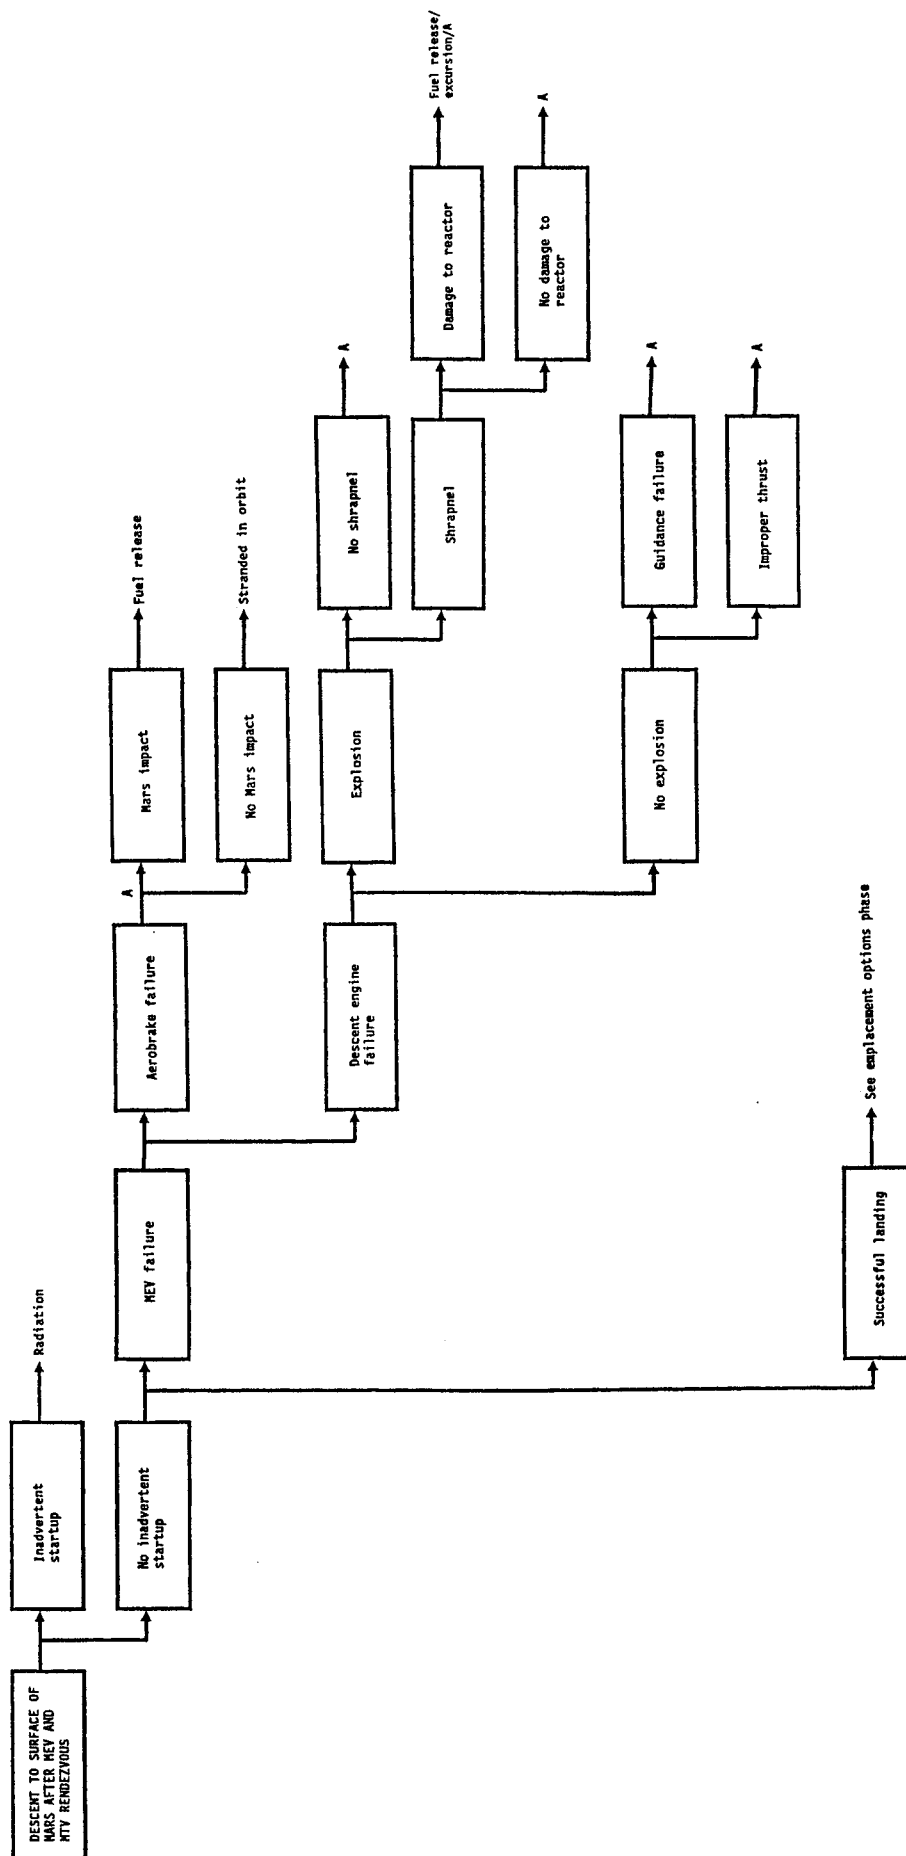 DESCENT TO SURFACE OF
MARS AFTER MEV AND
MTV RENDEZVOUS
Inadvertent
startup
Radiation
No inadvertent
startup
MEV failure
Aerobrake failure
A
Mars impact
Fuel release
No Mars impact
Stranded in orbit
Descent engine
failure
Explosion
No shrapnel
A
Shrapnel
Damage to reactor
Fuel release/
excursion/A
No damage to
reactor
A
No explosion
Guidance failure
A
Improper thrust
A
Successful landing
See emplacement options phase